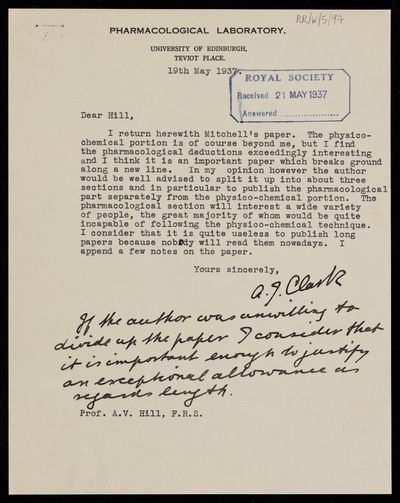 RR/W/5/94
PHARMACOLOGICAL LABORATORY.
UNIVERSITY OF EDINBURGH,
TEVIOT PLACE.
19th May 1937.
ROYAL SOCIETY
Received 21 MAY 1937
Answered
Dear Hill,
I return herewith Mitchell's paper. The physico-
chemical portion is of course beyond me, but I find
the pharmacological deductions exceedingly interesting
and I think it is an important paper which breaks ground
along a new line. In my opinion however the author
would be well advised to split it up into about three
sections and in particular to publish the pharmacological
part separately from the physico-chemical portion. The
pharmacological section will interest a wide variety
of people, the great majority of whom would be quite
incapable of following the physico-chemical technique.
I consider that it is quite useless to publish long
papers because nobody will read them nowadays. I
append a few notes on the paper.
Yours sincerely,
A. J. Clark
If the author was unwilling to
divide up the paper I consider that
it is important enough to justify
an exceptional allowance as
regards length.
Prof. A.V. Hill, F.R.S.